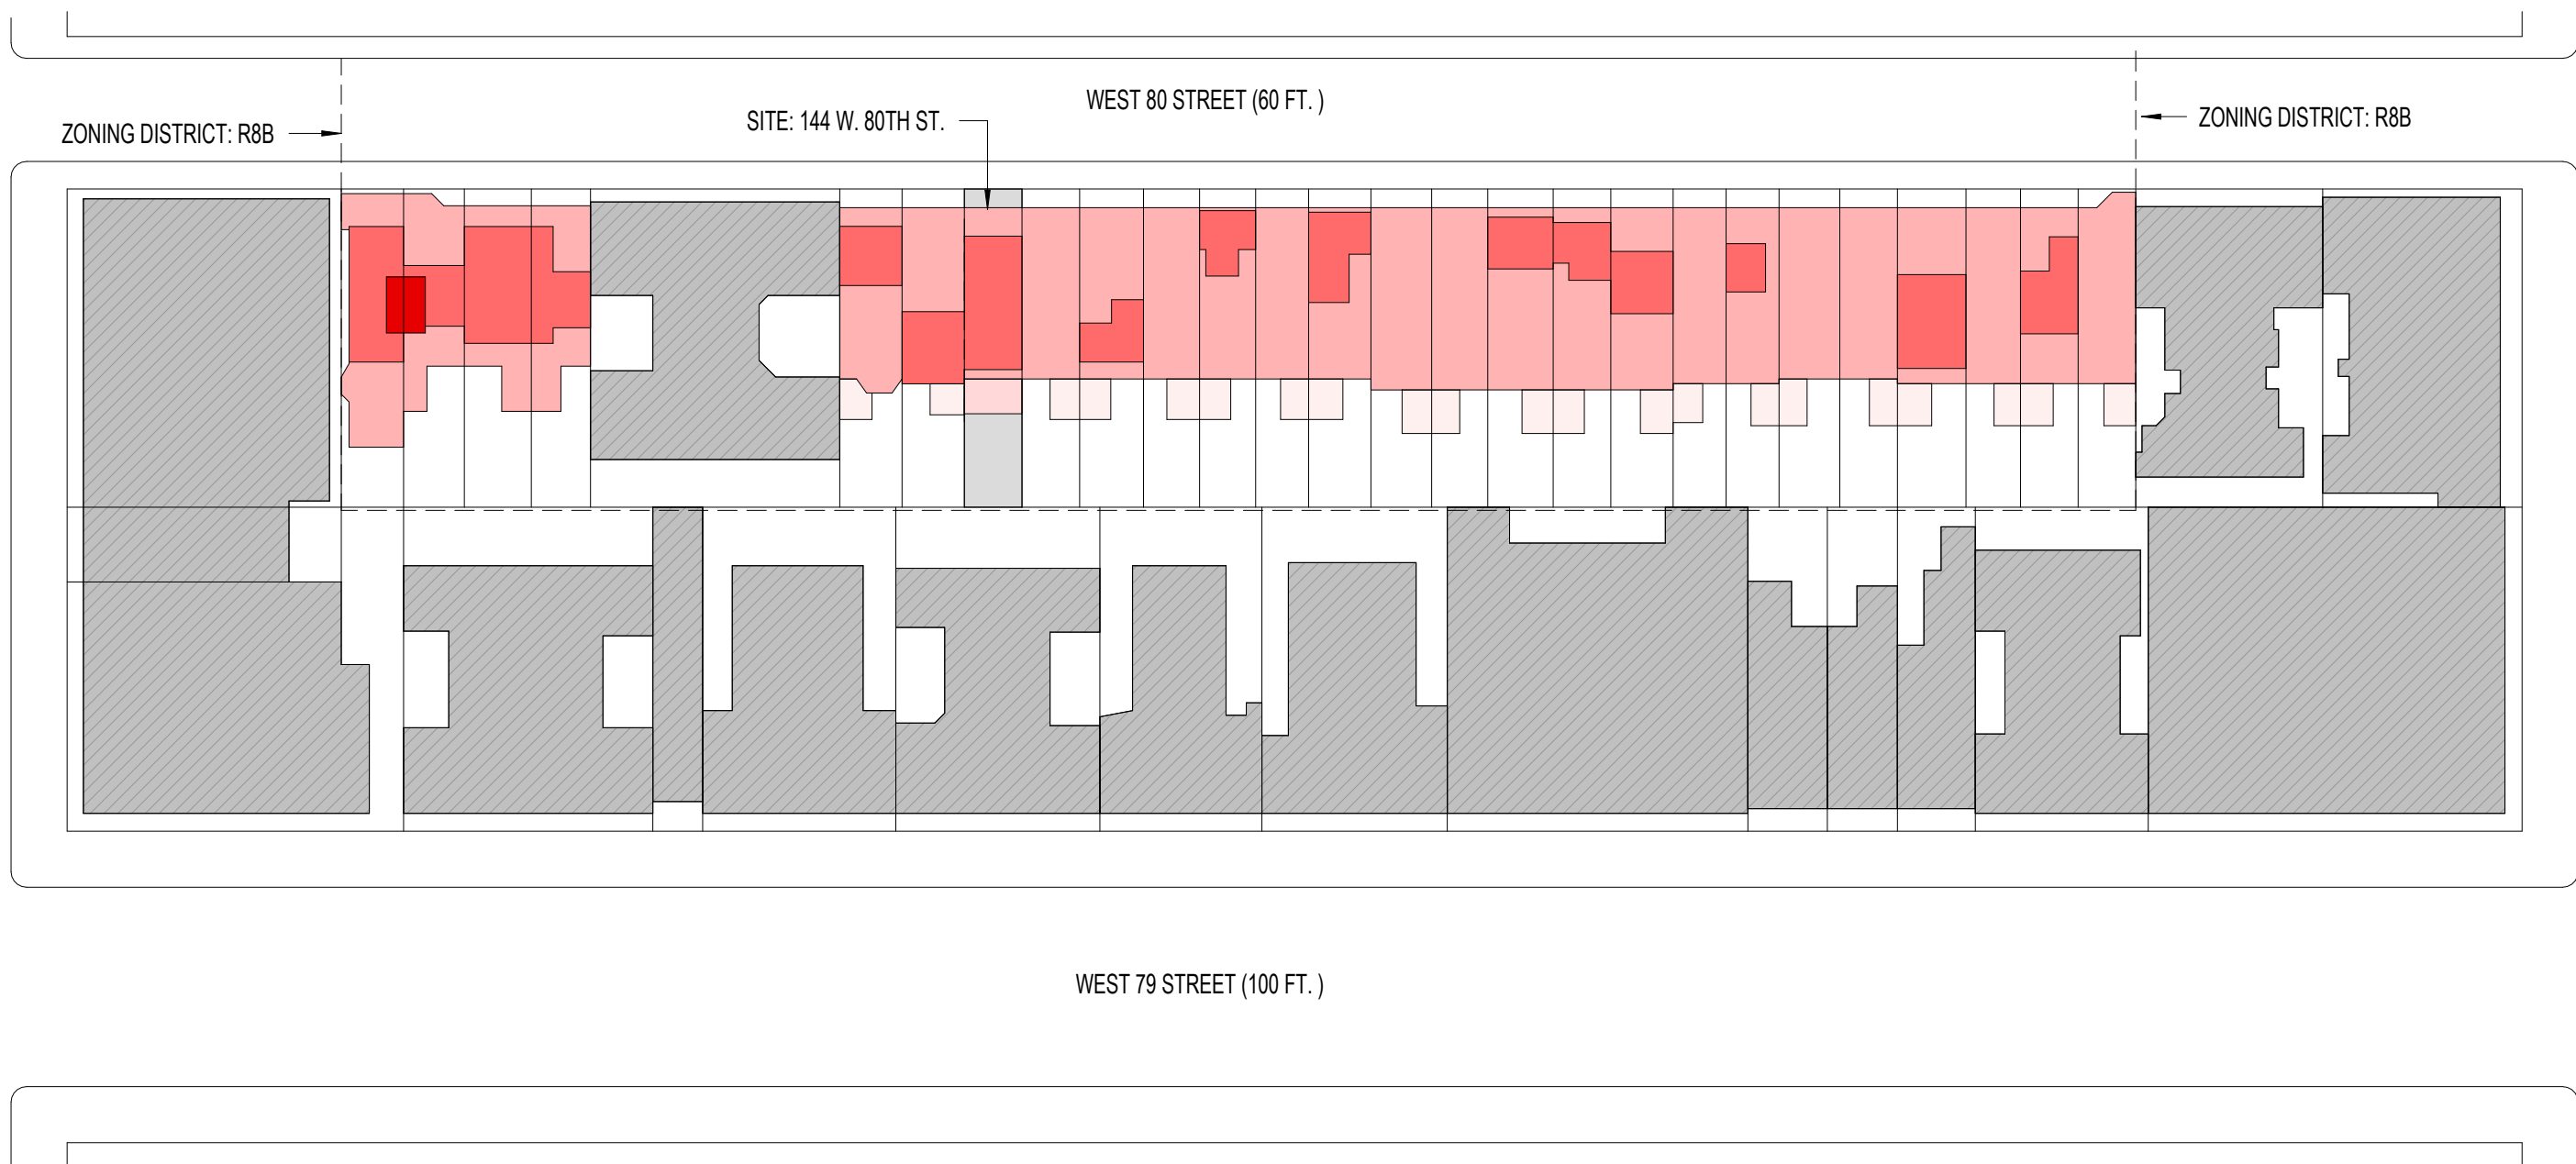 WEST 80 STREET (60 FT. )
SITE: 144 W. 80TH ST.
ZONING DISTRICT: R8B
ZONING DISTRICT: R8B
WEST 79 STREET (100 FT. )